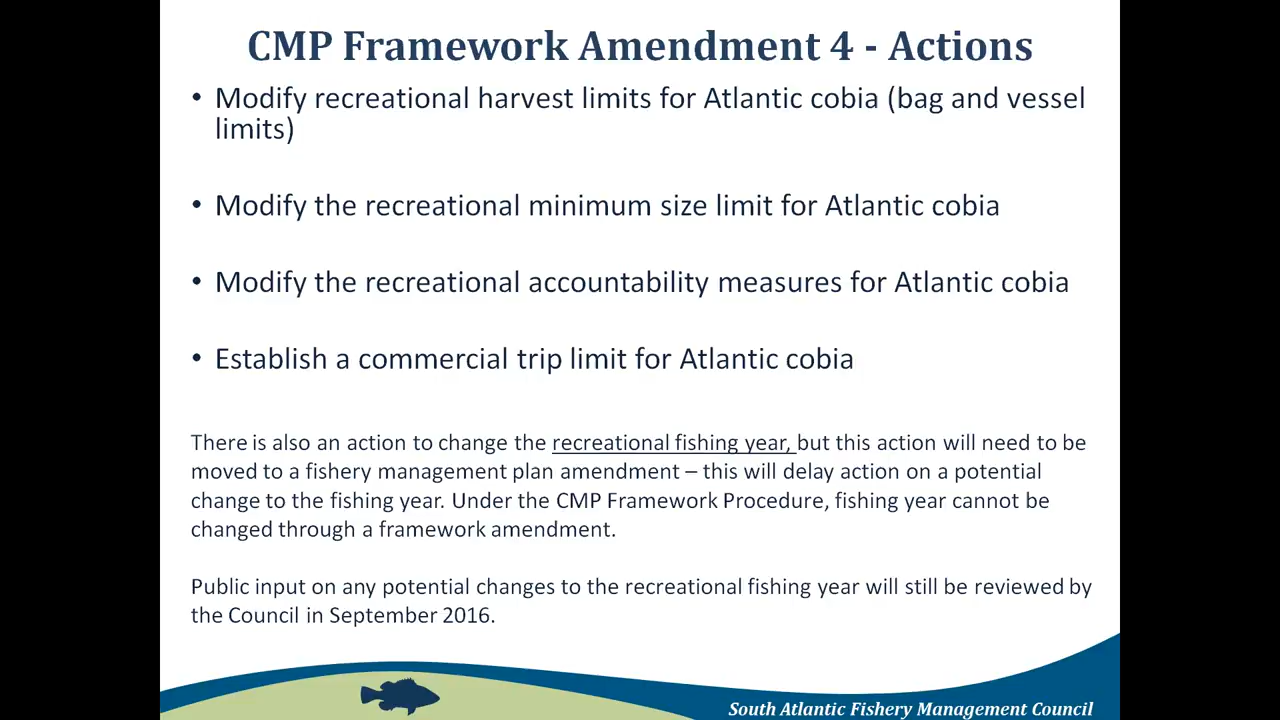 CMP Framework Amendment 4 - Actions
• Modify recreational harvest limits for Atlantic cobia (bag and vessel
limits)
• Modify the recreational minimum size limit for Atlantic cobia
• Modify the recreational accountability measures for Atlantic cobia
• Establish a commercial trip limit for Atlantic cobia
There is also an action to change the recreational fishing year, but this action will need to be
moved to a fishery management plan amendment – this will delay action on a potential
change to the fishing year. Under the CMP Framework Procedure, fishing year cannot be
changed through a framework amendment.
Public input on any potential changes to the recreational fishing year will still be reviewed by
the Council in September 2016.
South Atlantic Fishery Management Council